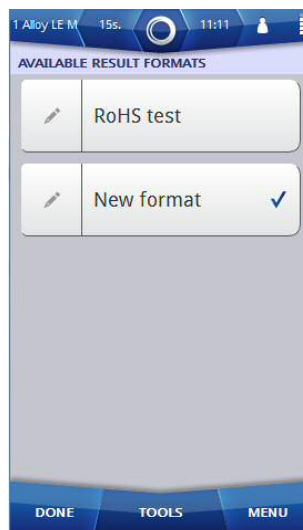 1 Alloy LE M 15s. 11:11
AVAILABLE RESULT FORMATS
RoHS test
New format
DONE TOOLS MENU